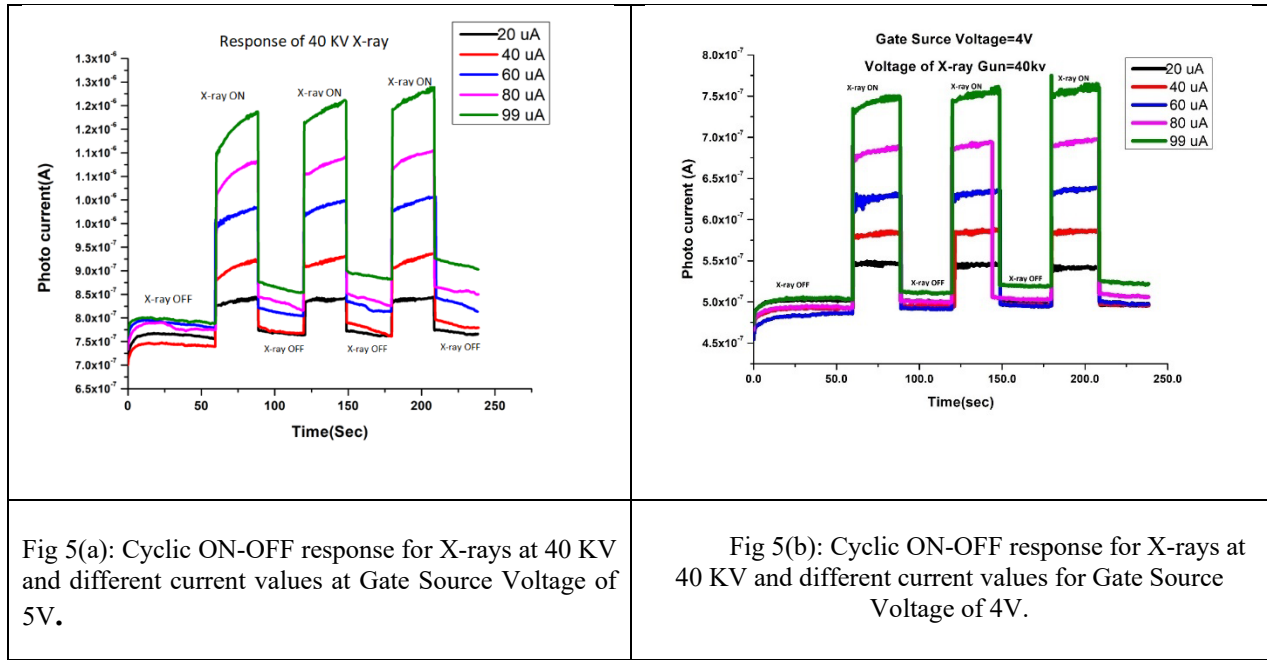 Response of 40 KV X-ray
20 uA
40 uA
60 uA
80 uA
99 uA
1.3x10⁻⁶
1.3x10⁻⁶
1.2x10⁻⁶
1.2x10⁻⁶
1.1x10⁻⁶
1.1x10⁻⁶
1.0x10⁻⁶
1.0x10⁻⁶
9.5x10⁻⁷
9.0x10⁻⁷
8.5x10⁻⁷
8.0x10⁻⁷
7.5x10⁻⁷
7.0x10⁻⁷
6.5x10⁻⁷
Photo current(A)
X-ray ON
X-ray ON
X-ray ON
X-ray OFF
X-ray OFF
X-ray OFF
X-ray OFF
0 50 100 150 200 250
Time(Sec)
Gate Surce Voltage=4V
Voltage of X-ray Gun=40kv
20 uA
40 uA
60 uA
80 uA
99 uA
8.0x10⁻⁷
7.5x10⁻⁷
7.0x10⁻⁷
6.5x10⁻⁷
6.0x10⁻⁷
5.5x10⁻⁷
5.0x10⁻⁷
4.5x10⁻⁷
Photo current (A)
X-ray ON
X-ray ON
X-ray ON
X-ray OFF
X-ray OFF
X-ray OFF
0.0 50.0 100.0 150.0 200.0 250.0
Time(sec)
Fig 5(a): Cyclic ON-OFF response for X-rays at 40 KV
and different current values at Gate Source Voltage of
5V.
Fig 5(b): Cyclic ON-OFF response for X-rays at
40 KV and different current values for Gate Source
Voltage of 4V.